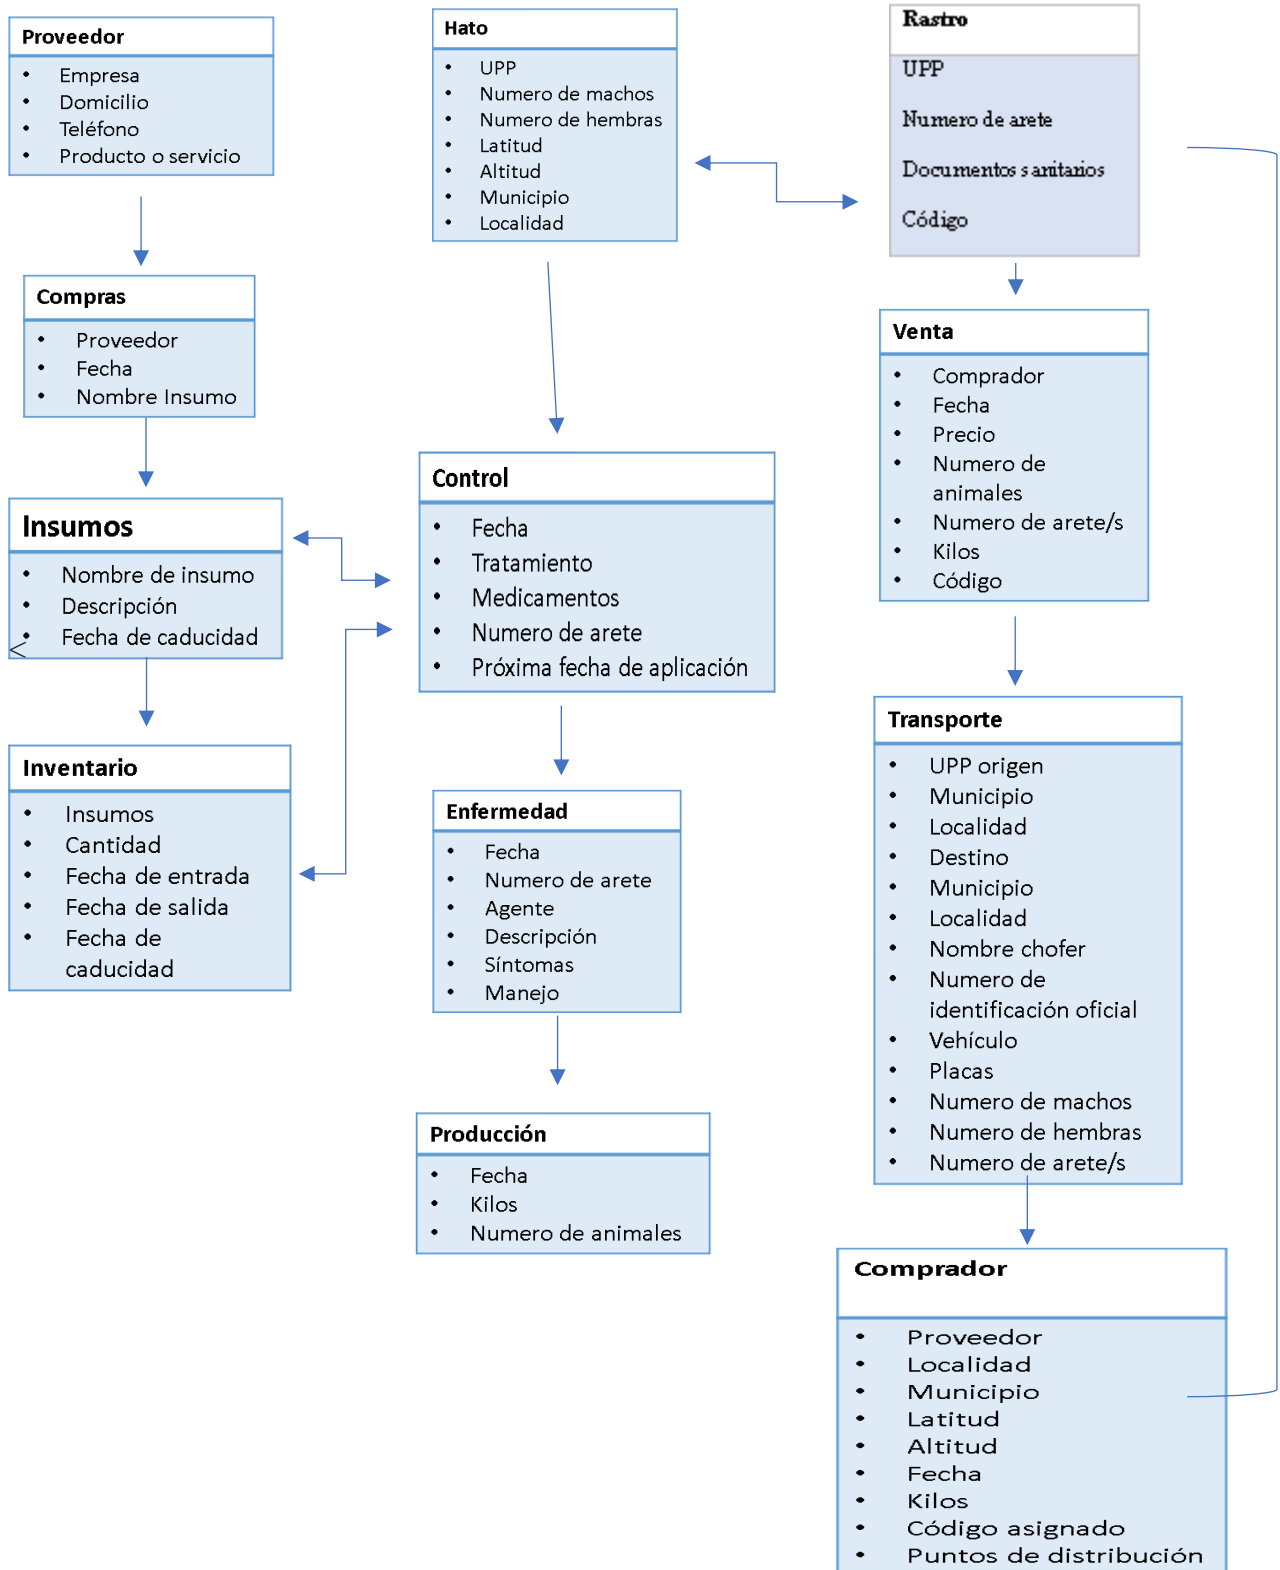 Proveedor
• Empresa
• Domicilio
• Teléfono
• Producto o servicio
Compras
• Proveedor
• Fecha
• Nombre Insumo
Insumos
• Nombre de insumo
• Descripción
• Fecha de caducidad
<
Inventario
• Insumos
• Cantidad
• Fecha de entrada
• Fecha de salida
• Fecha de
caducidad
Hato
• UPP
• Numero de machos
• Numero de hembras
• Latitud
• Altitud
• Municipio
• Localidad
Control
• Fecha
• Tratamiento
• Medicamentos
• Numero de arete
• Próxima fecha de aplicación
Enfermedad
• Fecha
• Numero de arete
• Agente
• Descripción
• Síntomas
• Manejo
Producción
• Fecha
• Kilos
• Numero de animales
Rastro
UPP
Numero de arete
Documentos sanitarios
Código
Venta
• Comprador
• Fecha
• Precio
• Numero de
animales
• Numero de arete/s
• Kilos
• Código
Transporte
• UPP origen
• Municipio
• Localidad
• Destino
• Municipio
• Localidad
• Nombre chofer
• Numero de
identificación oficial
• Vehículo
• Placas
• Numero de machos
• Numero de hembras
• Numero de arete/s
Comprador
• Proveedor
• Localidad
• Municipio
• Latitud
• Altitud
• Fecha
• Kilos
• Código asignado
• Puntos de distribución